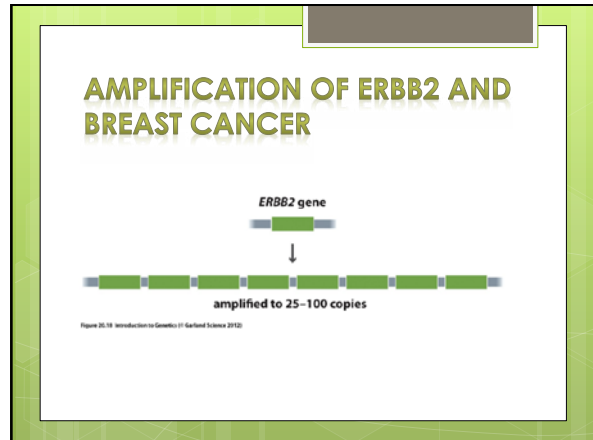 AMPLIFICATION OF ERBB2 AND
BREAST CANCER
ERBB2 gene
amplified to 25–100 copies
Figure 20.10 Introduction to Genetics (© Garland Science 2012)